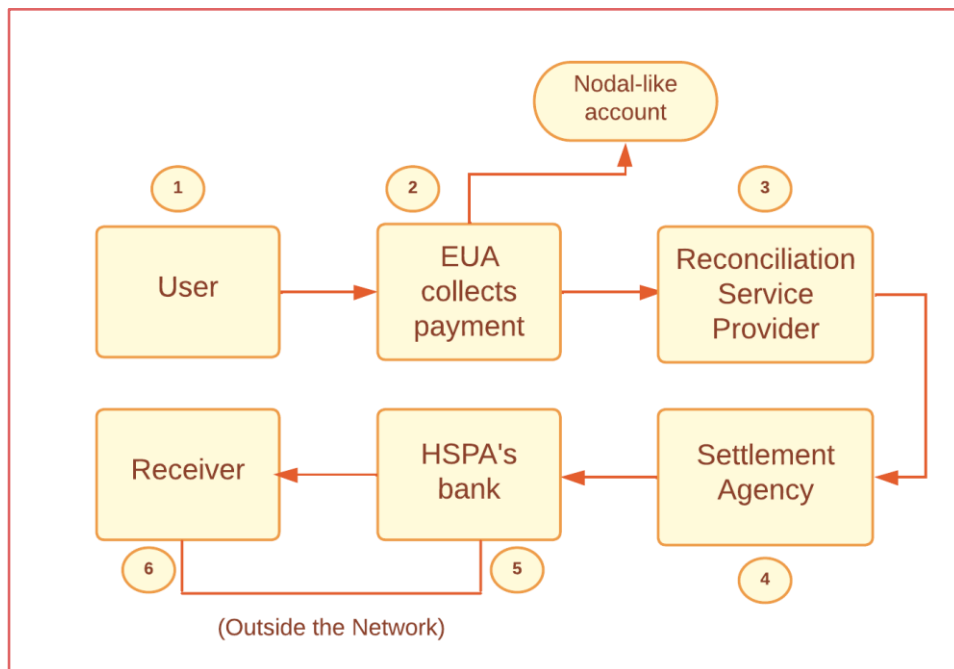 Nodal-like
account
1
2
3
User
EUA
collects
payment
Reconciliation
Service
Provider
Receiver
HSPA's
bank
Settlement
Agency
6
5
4
(Outside the Network)